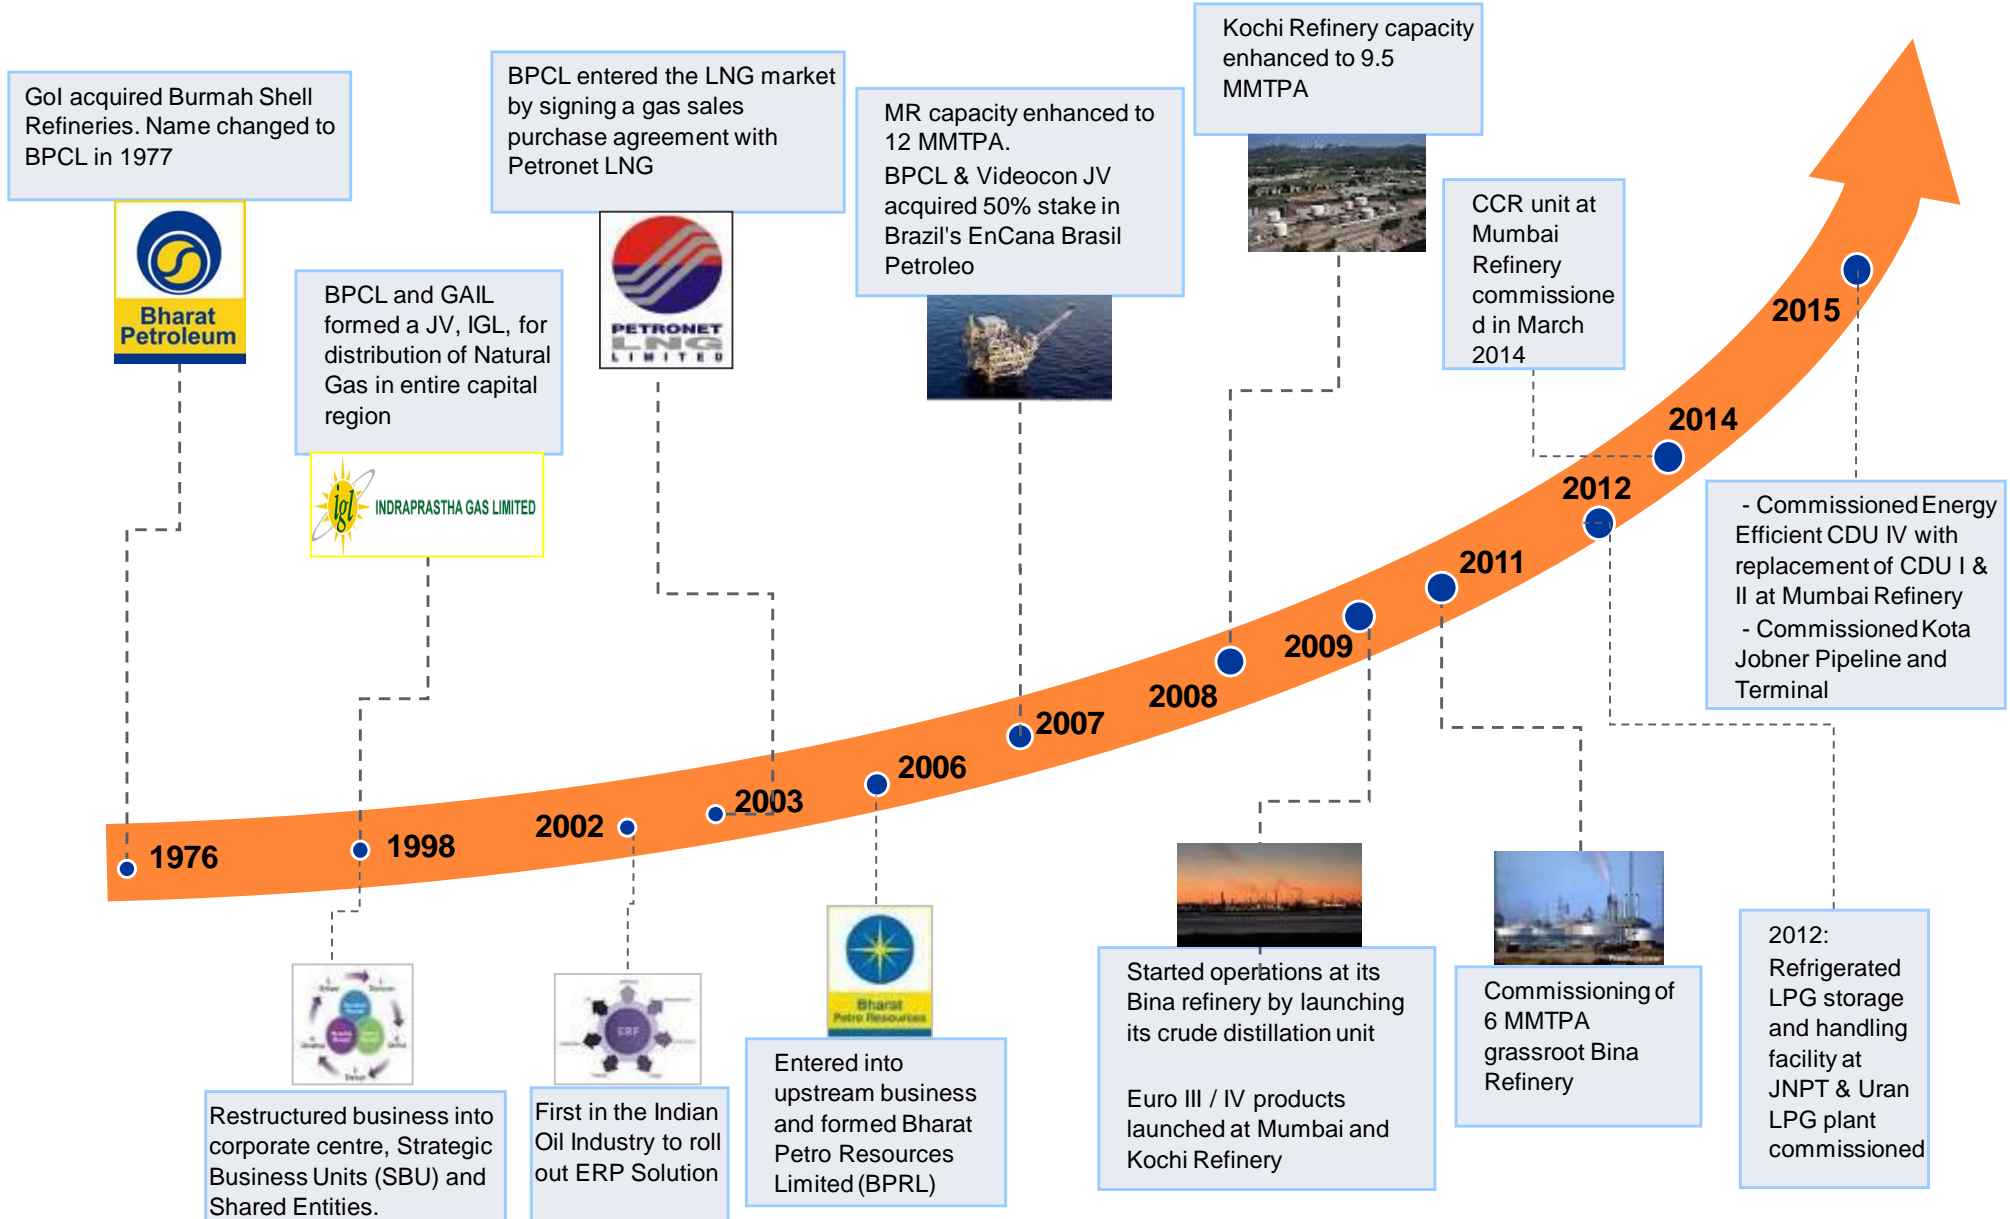 GoI acquired Burmah Shell
Refineries. Name changed to
BPCL in 1977
Bharat
Petroleum
BPCL and GAIL
formed a JV, IGL, for
distribution of Natural
Gas in entire capital
region
igl
INDRAPRASTHA GAS LIMITED
BPCL entered the LNG market
by signing a gas sales
purchase agreement with
Petronet LNG
PETRONET
LNG
LIMITED
MR capacity enhanced to
12 MMTPA.
BPCL & Videocon JV
acquired 50% stake in
Brazil's EnCana Brasil
Petroleo
Kochi Refinery capacity
enhanced to 9.5
MMTPA
CCR unit at
Mumbai
Refinery
commissione
d in March
2014
1976
1998
2002
2003
2006
2007
2008
2009
2011
2012
2014
2015
- Commissioned Energy
Efficient CDU IV with
replacement of CDU I &
II at Mumbai Refinery
- Commissioned Kota
Jobner Pipeline and
Terminal
Restructured business into
corporate centre, Strategic
Business Units (SBU) and
Shared Entities.
ERP
First in the Indian
Oil Industry to roll
out ERP Solution
Bharat
Petro Resources
Entered into
upstream business
and formed Bharat
Petro Resources
Limited (BPRL)
Started operations at its
Bina refinery by launching
its crude distillation unit
Euro III / IV products
launched at Mumbai and
Kochi Refinery
Commissioning of
6 MMTPA
grassroot Bina
Refinery
2012:
Refrigerated
LPG storage
and handling
facility at
JNPT & Uran
LPG plant
commissioned